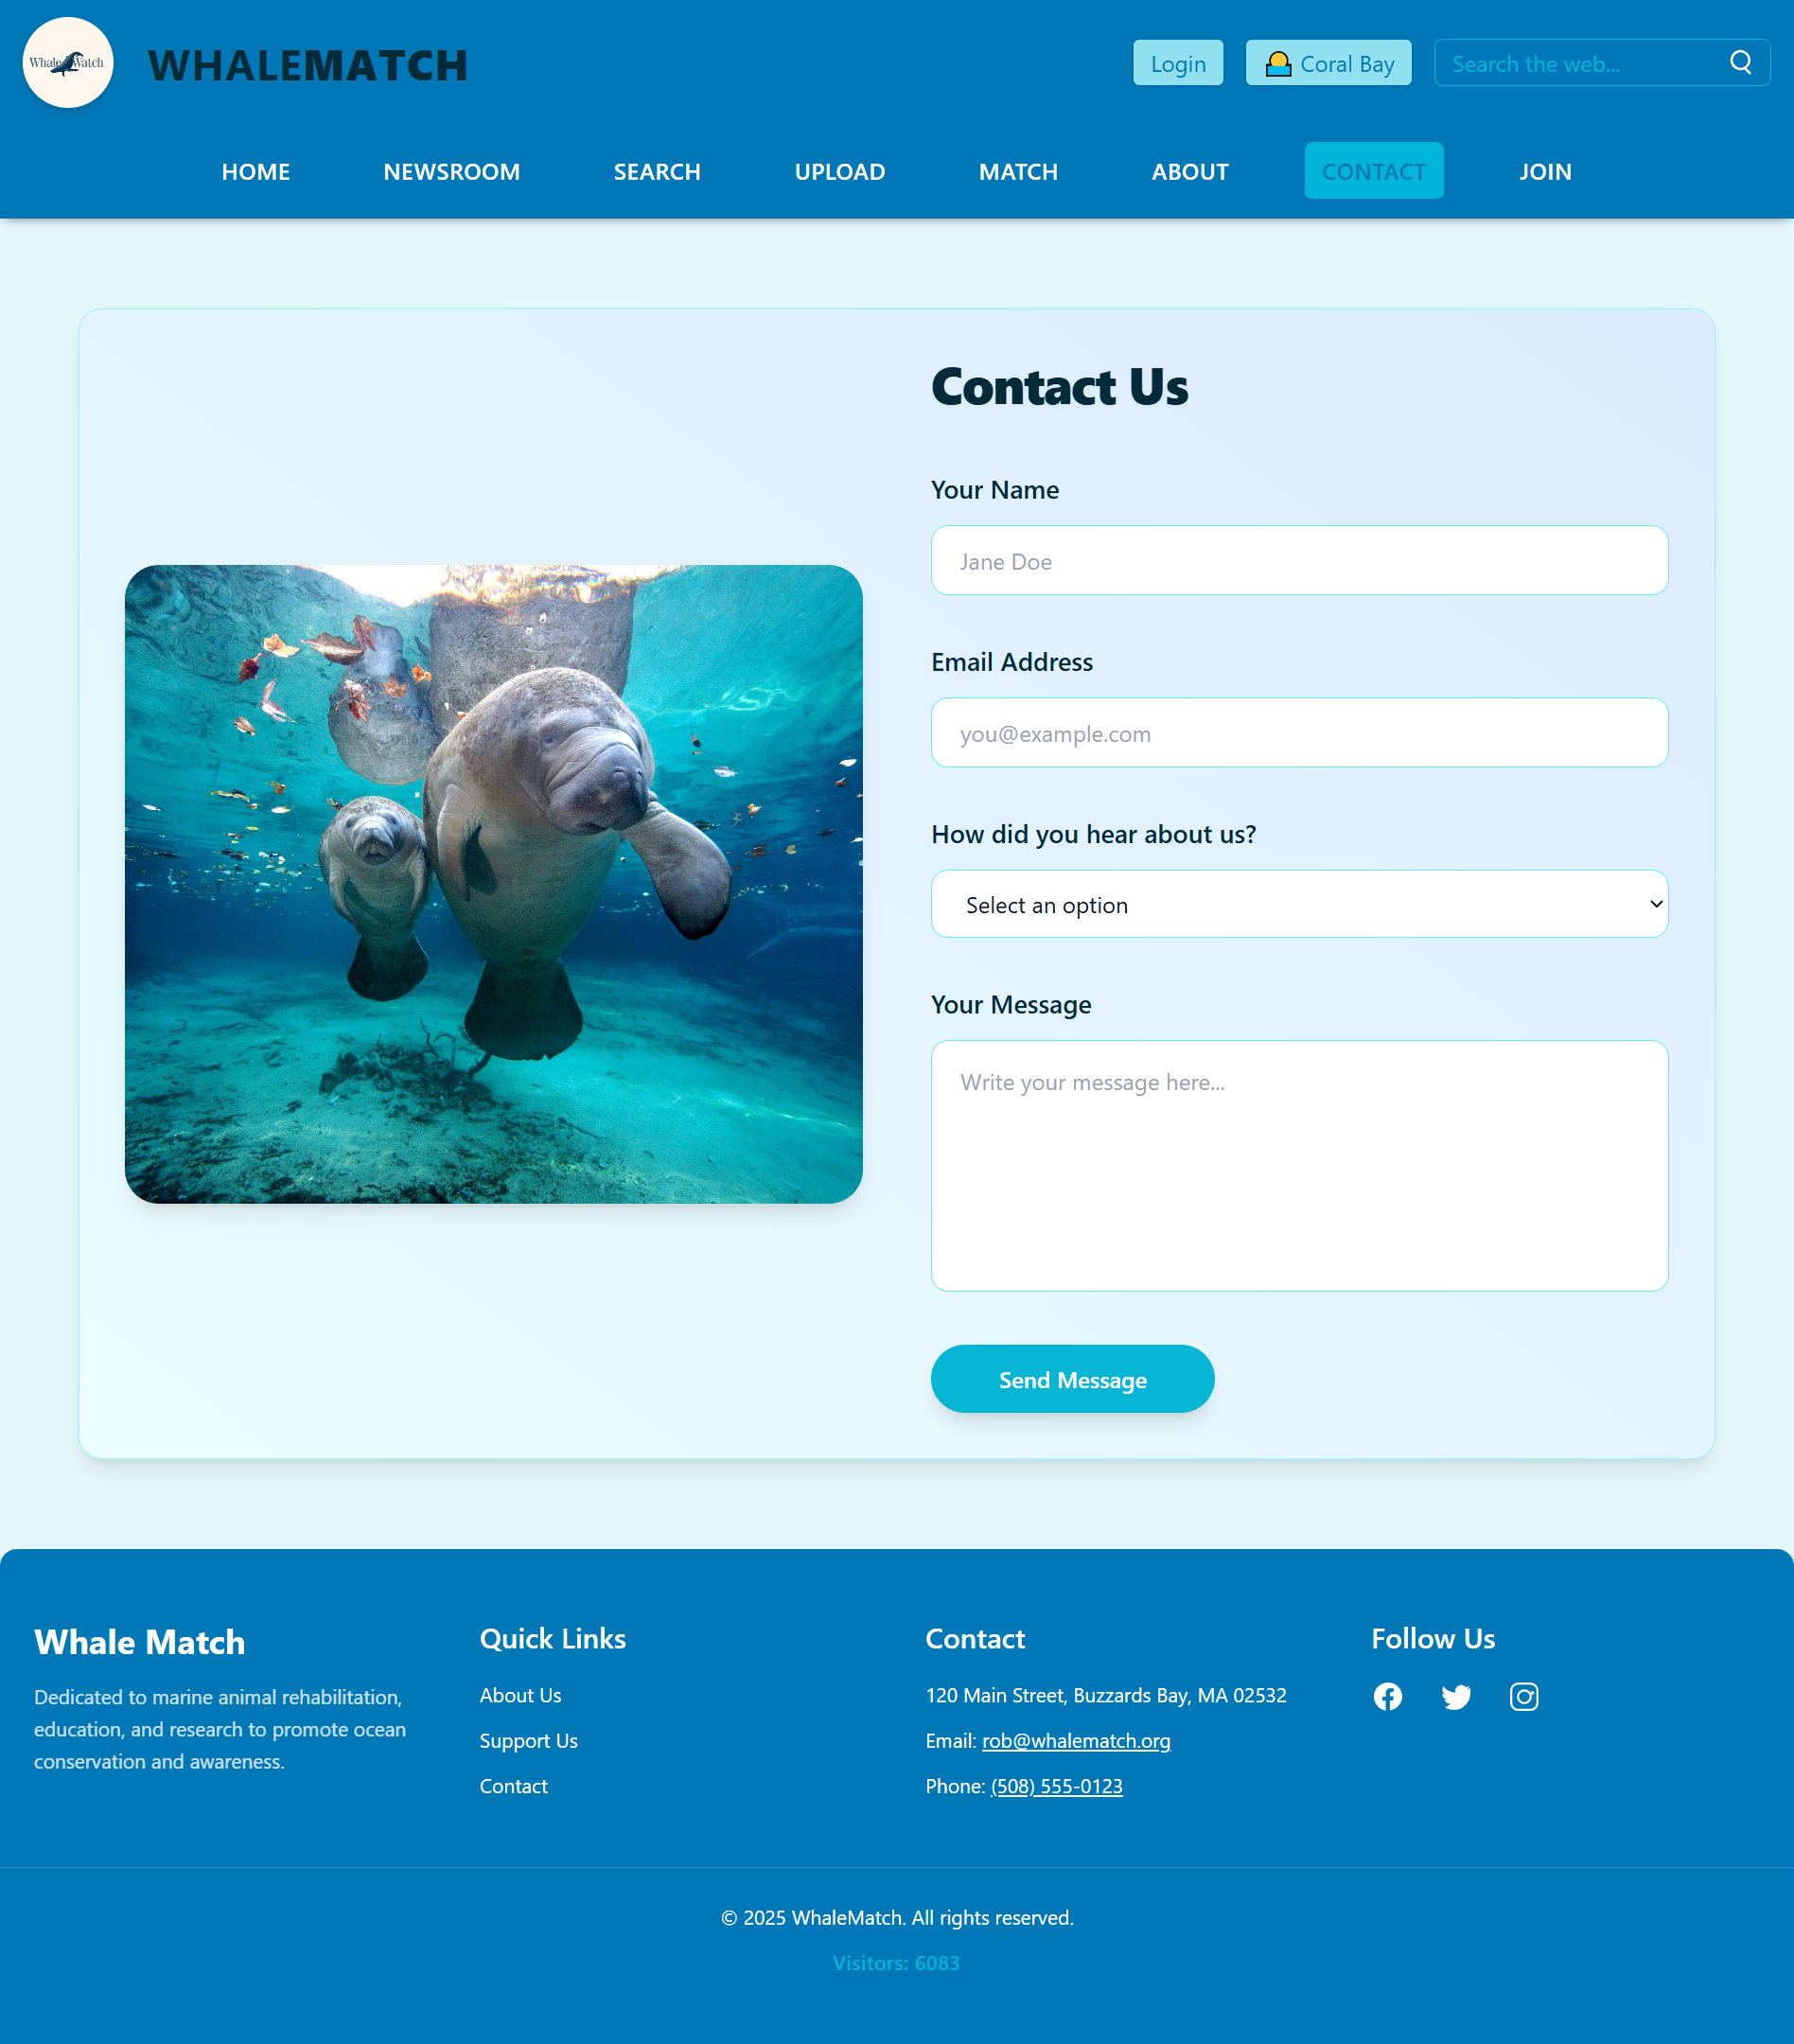 Whale Watch
WHALEMATCH
Login
Coral Bay
Search the web...
HOME
NEWSROOM
SEARCH
UPLOAD
MATCH
ABOUT
CONTACT
JOIN
Contact Us
Your Name
Jane Doe
Email Address
you@example.com
How did you hear about us?
Select an option
Your Message
Write your message here...
Send Message
Whale Match
Dedicated to marine animal rehabilitation,
education, and research to promote ocean
conservation and awareness.
Quick Links
About Us
Support Us
Contact
Contact
120 Main Street, Buzzards Bay, MA 02532
Email: rob@whalematch.org
Phone: (508) 555-0123
Follow Us
© 2025 WhaleMatch. All rights reserved.
Visitors: 6083